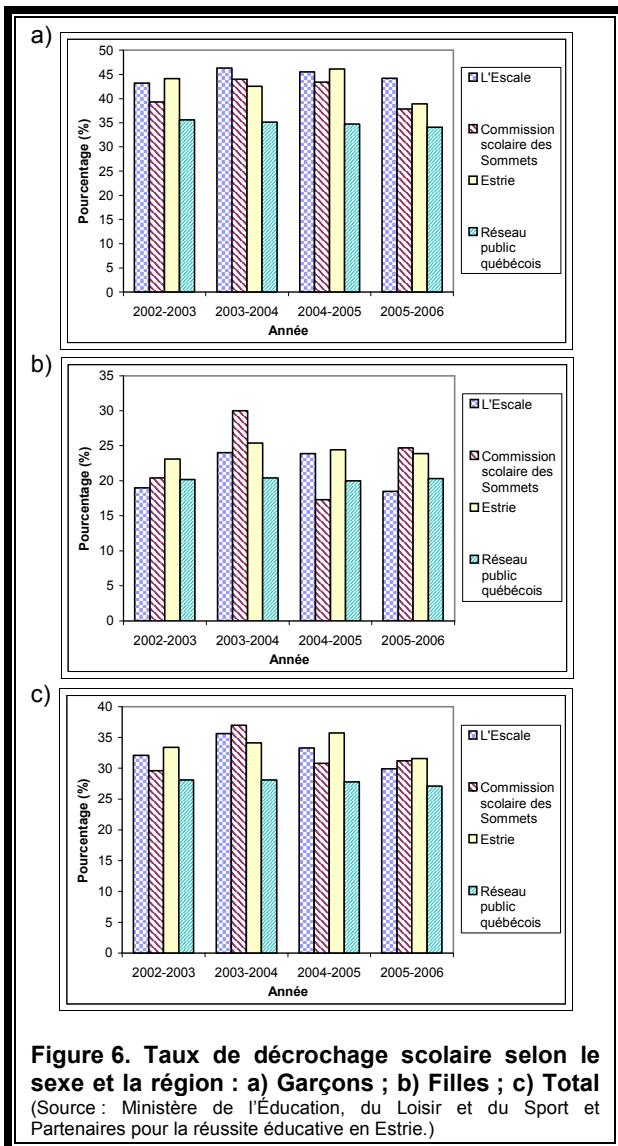 a)
50
45
40
35
30
25
20
15
10
5
0
Pourcentage (%)
2002-2003 2003-2004 2004-2005 2005-2006
Année
L'Escale
Commission
scolaire des
Sommets
Estrie
Réseau
public
québécois
b)
35
30
25
20
15
10
5
0
Pourcentage (%)
2002-2003 2003-2004 2004-2005 2005-2006
Année
L'Escale
Commission
scolaire des
Sommets
Estrie
Réseau
public
québécois
c)
40
35
30
25
20
15
10
5
0
Pourcentage (%)
2002-2003 2003-2004 2004-2005 2005-2006
Année
L'Escale
Commission
scolaire des
Sommets
Estrie
Réseau
public
québécois
Figure 6. Taux de décrochage scolaire selon le
sexe et la région : a) Garçons ; b) Filles ; c) Total
(Source : Ministère de l'Éducation, du Loisir et du Sport et
Partenaires pour la réussite éducative en Estrie.)